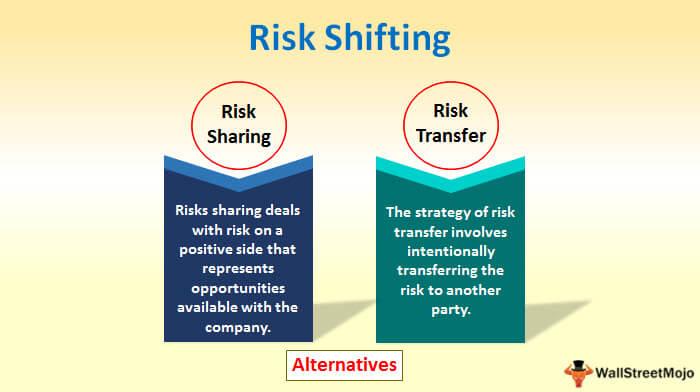 Risk Shifting
Risk
Sharing
Risks sharing deals
with risk on a
positive side that
represents
opportunities
available with the
company.
Risk
Transfer
The strategy of risk
transfer involves
intentionally
transferring the
risk to another
party.
Alternatives
WallStreetMojo